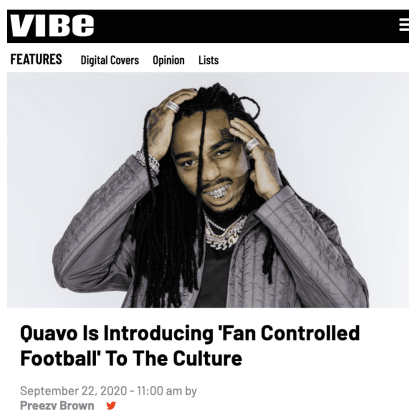 VIBE
FEATURES Digital Covers Opinion Lists
Quavo Is Introducing 'Fan Controlled
Football' To The Culture
September 22, 2020 - 11:00 am by
Preezy Brown